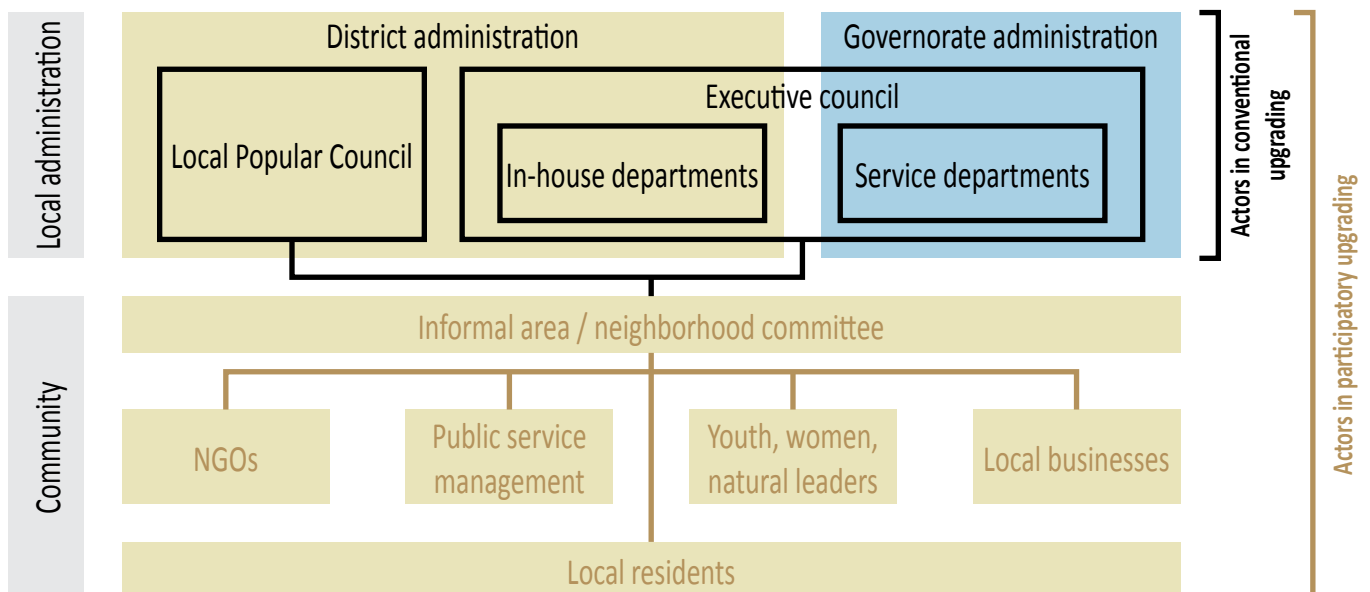 Local administration
District administration
Governorate administration
Executive council
Local Popular Council
In-house departments
Service departments
Actors in conventional
upgrading
Actors in participatory upgrading
Community
Informal area / neighborhood committee
NGOs
Public service
management
Youth, women,
natural leaders
Local businesses
Local residents